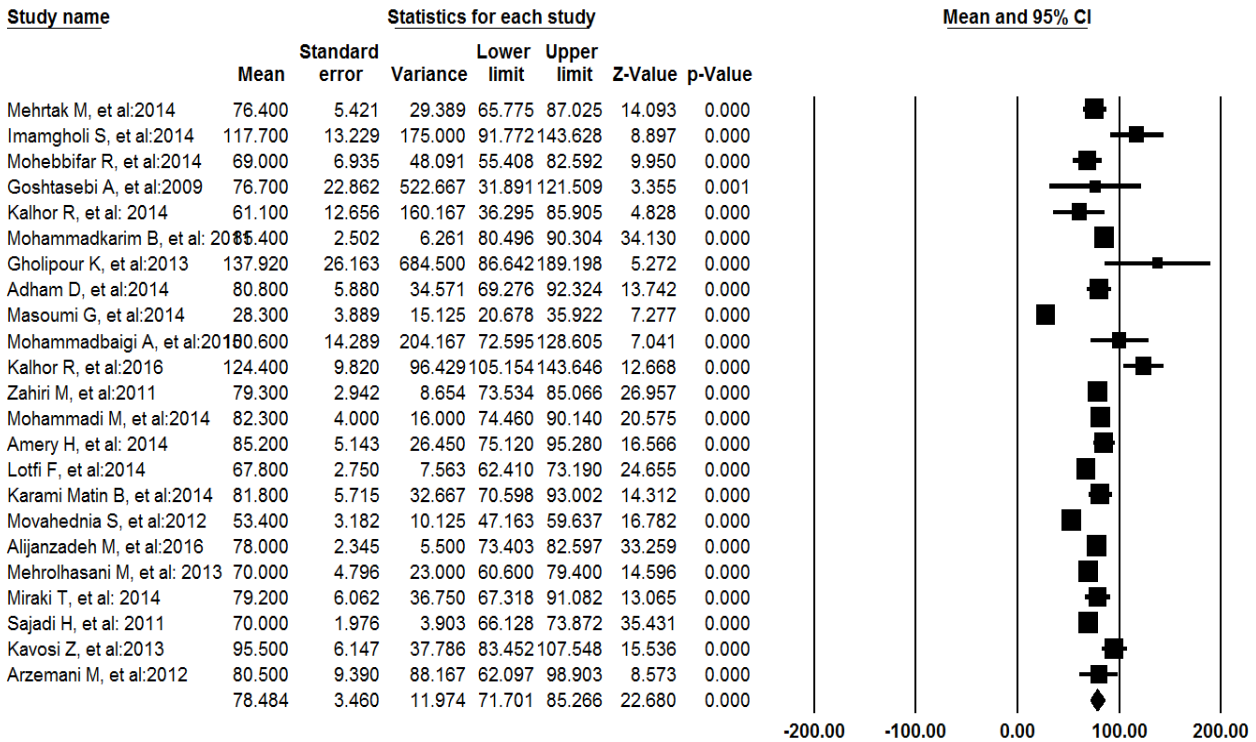 Study name Statistics for each study Mean and 95% CI
Standard Lower Upper
Mean error Variance limit limit Z-Value p-Value
Mehrtak M, et al:2014 76.400 5.421 29.389 65.775 87.025 14.093 0.000
Imamgholi S, et al:2014 117.700 13.229 175.000 91.772 143.628 8.897 0.000
Mohebbifar R, et al:2014 69.000 6.935 48.091 55.408 82.592 9.950 0.000
Goshtasebi A, et al:2009 76.700 22.862 522.667 31.891 121.509 3.355 0.001
Kalhor R, et al: 2014 61.100 12.656 160.167 36.295 85.905 4.828 0.000
Mohammadkarim B, et al: 85.400 2.502 6.261 80.496 90.304 34.130 0.000
Gholipour K, et al:2013 137.920 26.163 684.500 86.642 189.198 5.272 0.000
Adham D, et al:2014 80.800 5.880 34.571 69.276 92.324 13.742 0.000
Masoumi G, et al:2014 28.300 3.889 15.125 20.678 35.922 7.277 0.000
Mohammadbaigi A, et al: 100.600 14.289 204.167 72.595 128.605 7.041 0.000
Kalhor R, et al:2016 124.400 9.820 96.429 105.154 143.646 12.668 0.000
Zahiri M, et al:2011 79.300 2.942 8.654 73.534 85.066 26.957 0.000
Mohammadi M, et al:2014 82.300 4.000 16.000 74.460 90.140 20.575 0.000
Amery H, et al: 2014 85.200 5.143 26.450 75.120 95.280 16.566 0.000
Lotfi F, et al:2014 67.800 2.750 7.563 62.410 73.190 24.655 0.000
Karami Matin B, et al:2014 81.800 5.715 32.667 70.598 93.002 14.312 0.000
Movahednia S, et al:2012 53.400 3.182 10.125 47.163 59.637 16.782 0.000
Alijanzadeh M, et al:2016 78.000 2.345 5.500 73.403 82.597 33.259 0.000
Mehrolhasani M, et al: 2013 70.000 4.796 23.000 60.600 79.400 14.596 0.000
Miraki T, et al: 2014 79.200 6.062 36.750 67.318 91.082 13.065 0.000
Sajadi H, et al: 2011 70.000 1.976 3.903 66.128 73.872 35.431 0.000
Kavosi Z, et al:2013 95.500 6.147 37.786 83.452 107.548 15.536 0.000
Arzemani M, et al:2012 80.500 9.390 88.167 62.097 98.903 8.573 0.000
78.484 3.460 11.974 71.701 85.266 22.680 0.000
-200.00 -100.00 0.00 100.00 200.00